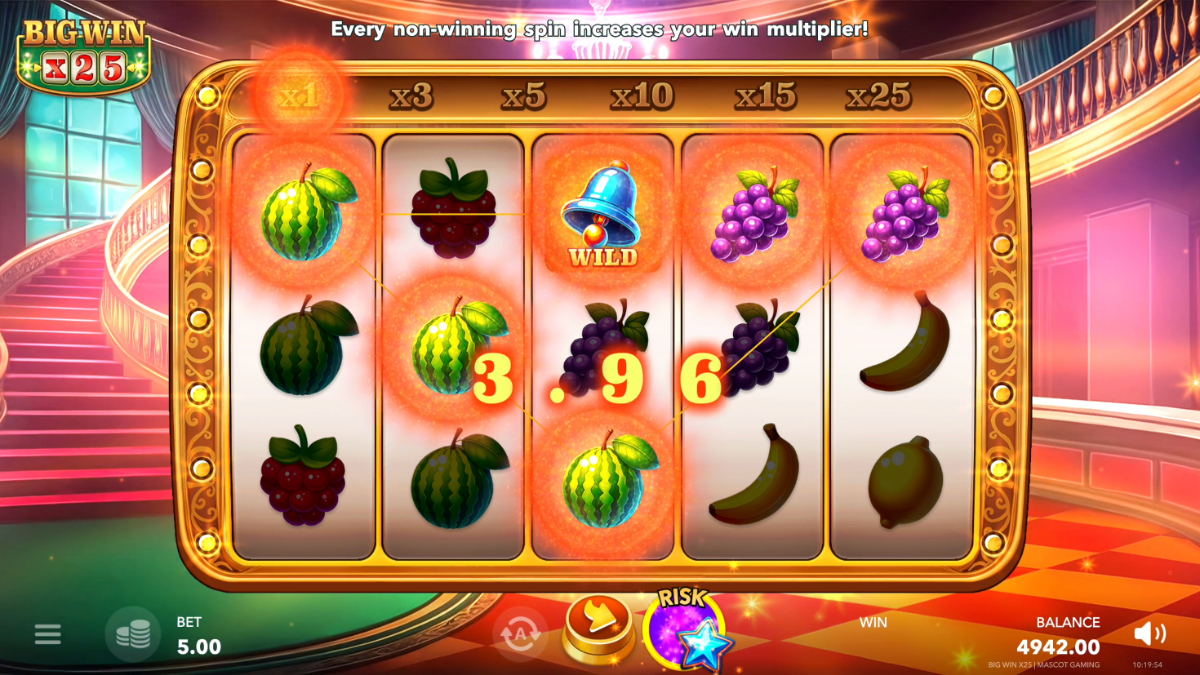 Every non-winning spin increases your win multiplier!
BIG WIN
x25
x1 x3 x5 x10 x15 x25
WILD
3.96
RISK
BET
5.00
A
WIN
BALANCE
4942.00
BIG WIN X25 | MASCOT GAMING 10:19:54